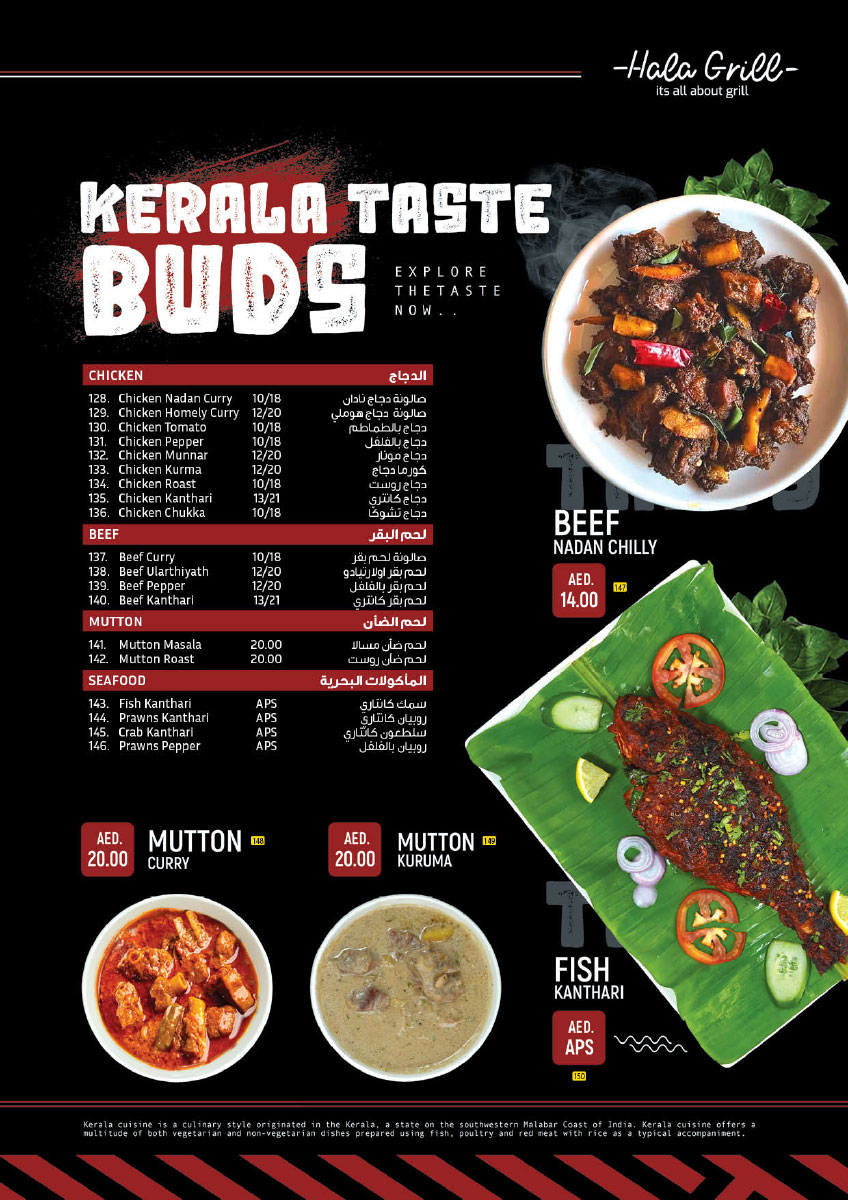 -Hala Grill-
its all about grill
KERALA TASTE
BUDS
EXPLORE
THETASTE
NOW..
CHICKEN الدجاج
128. Chicken Nadan Curry 10/18 صالونة دجاج نادان
129. Chicken Homely Curry 12/20 صالونة دجاج هوملي
130. Chicken Tomato 10/18 دجاج بالطماطم
131. Chicken Pepper 10/18 دجاج بالفلفل
132. Chicken Munnar 12/20 دجاج مونار
133. Chicken Kurma 12/20 كورما دجاج
134. Chicken Roast 10/18 دجاج روست
135. Chicken Kanthari 13/21 دجاج كانتري
136. Chicken Chukka 10/18 دجاج تشوكا
BEEF لحم البقر
137. Beef Curry 10/18 صالونة لحم بقر
138. Beef Ularthiyath 12/20 لحم بقر اولارثيادو
139. Beef Pepper 12/20 لحم بقر بالفلفل
140. Beef Kanthari 13/21 لحم بقر كانتري
MUTTON لحم الضأن
141. Mutton Masala 20.00 لحم ضأن مسالا
142. Mutton Roast 20.00 لحم ضأن روست
SEAFOOD المأكولات البحرية
143. Fish Kanthari APS سمك كانتاري
144. Prawns Kanthari APS روبيان كانتاري
145. Crab Kanthari APS سلطعون كانتاري
146. Prawns Pepper APS روبيان بالفلفل
BEEF
NADAN CHILLY
AED.
14.00
147
AED.
20.00
MUTTON 148
CURRY
AED.
20.00
MUTTON 149
KURUMA
FISH
KANTHARI
AED.
APS
150
Kerala cuisine is a culinary style originated in the Kerala, a state on the southwestern Malabar Coast of India. Kerala cuisine offers a
multitude of both vegetarian and non-vegetarian dishes prepared using fish, poultry and red meat with rice as a typical accompaniment.